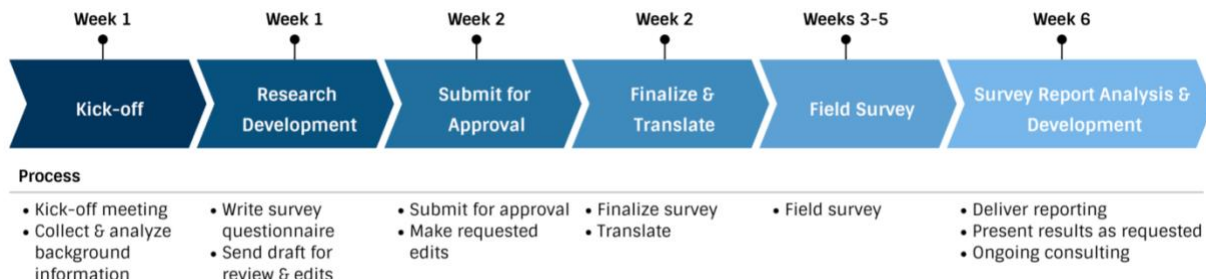 Week 1
Week 1
Week 2
Week 2
Weeks 3-5
Week 6
Kick-off
Research
Development
Submit for
Approval
Finalize &
Translate
Field Survey
Survey Report Analysis &
Development
Process
• Kick-off meeting
• Collect & analyze
background
information
• Write survey
questionnaire
• Send draft for
review & edits
• Submit for approval
• Make requested
edits
• Finalize survey
• Translate
• Field survey
• Deliver reporting
• Present results as requested
• Ongoing consulting